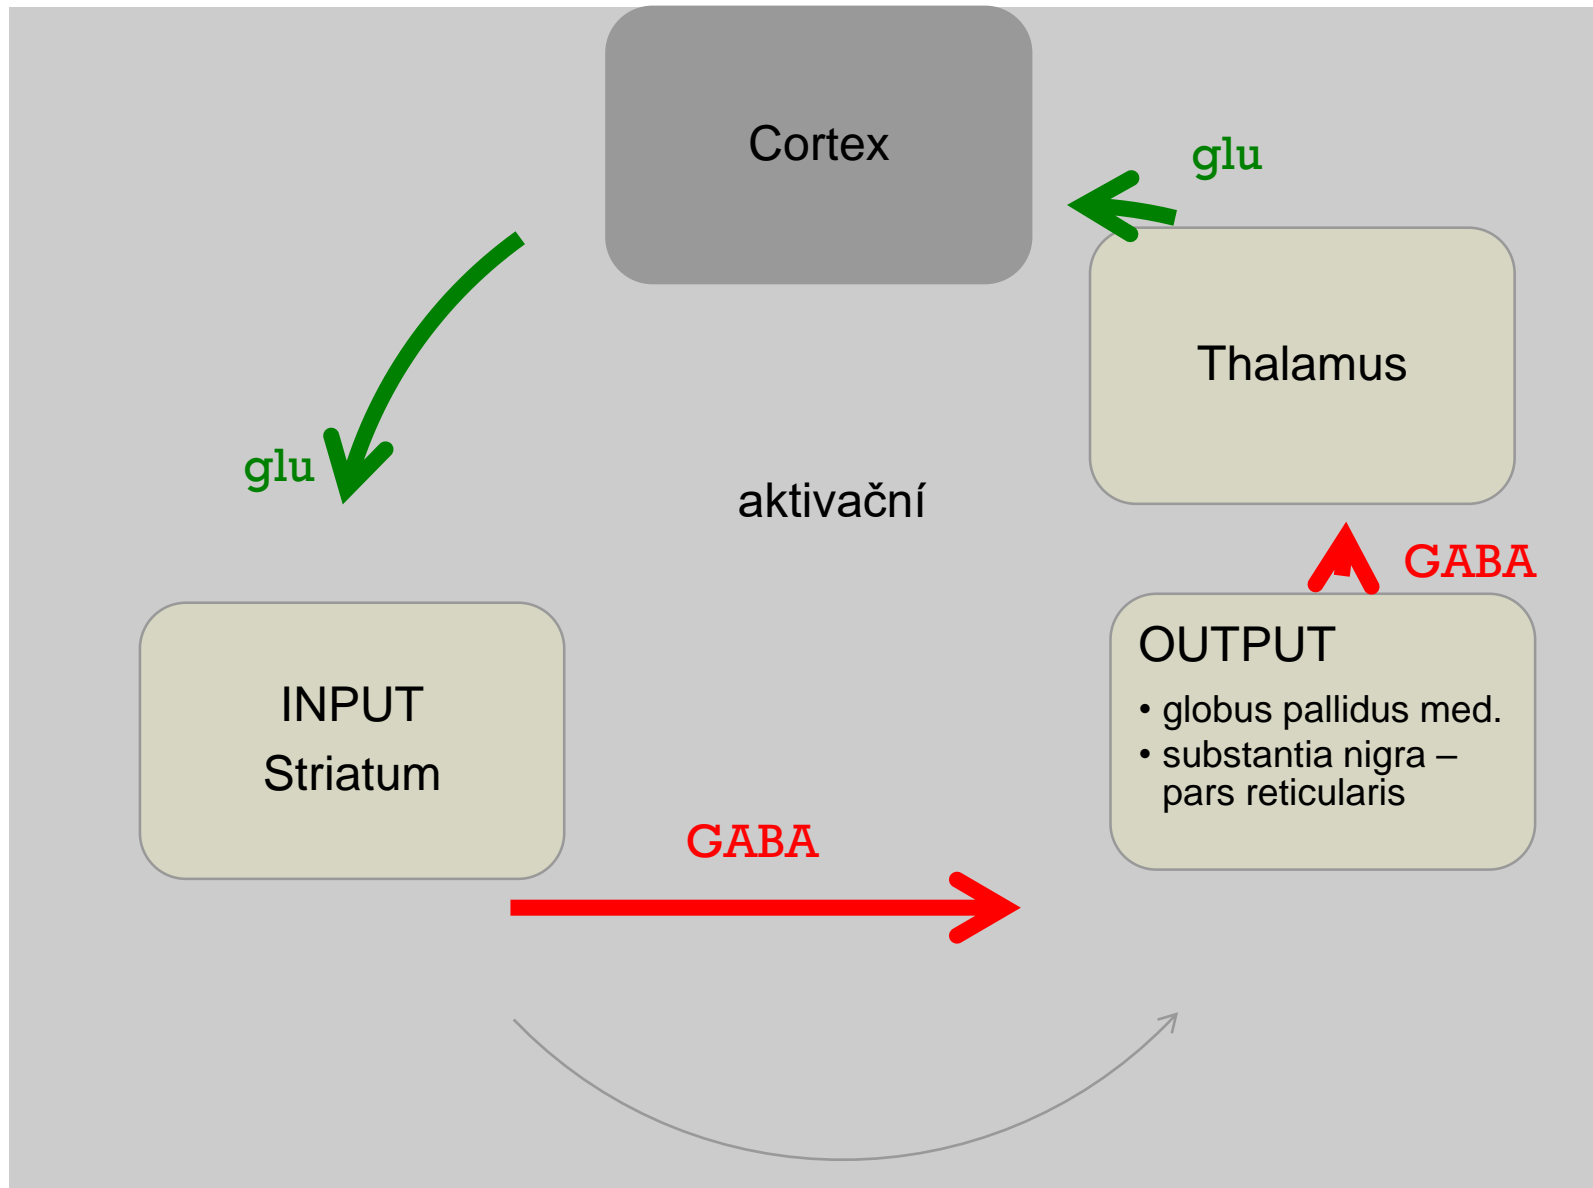 Cortex
glu
Thalamus
glu
aktivační
GABA
OUTPUT
• globus pallidus med.
• substantia nigra –
pars reticularis
INPUT
Striatum
GABA